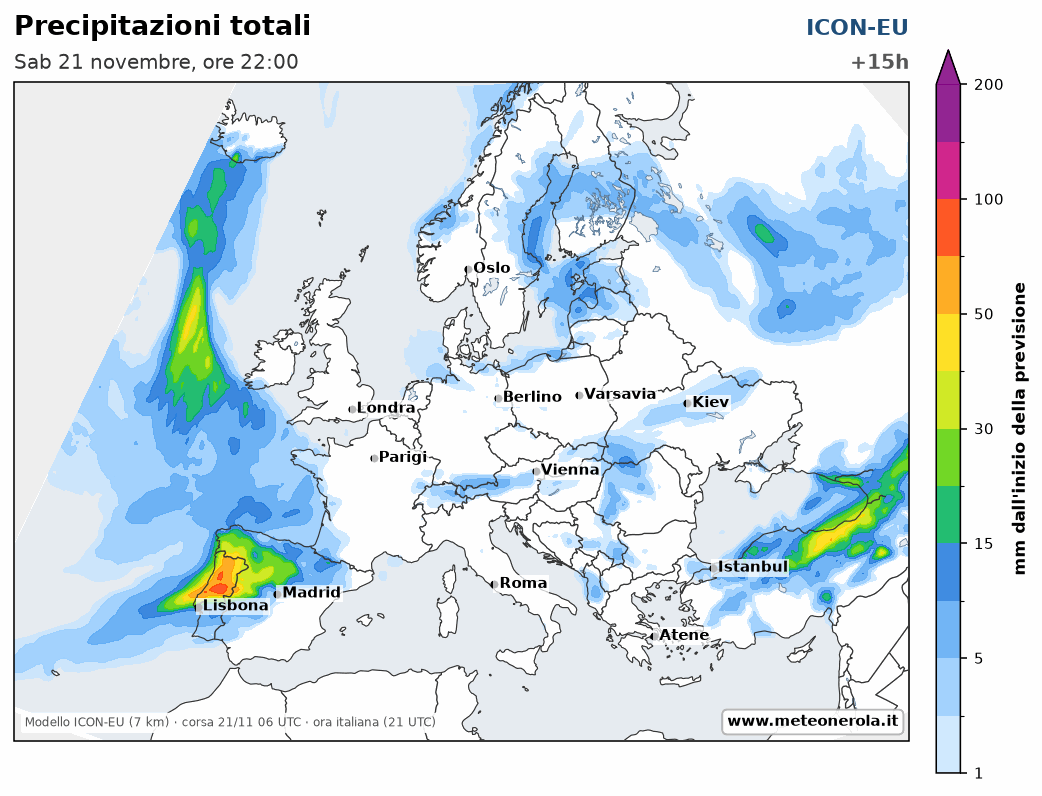 Precipitazioni totali
ICON-EU
Sab 21 novembre, ore 22:00
+15h
Oslo
Londra
Berlino
Varsavia
Kiev
Parigi
Vienna
Istanbul
Roma
Madrid
Lisbona
Atene
Modello ICON-EU (7 km) · corsa 21/11 06 UTC · ora italiana (21 UTC)
www.meteonerola.it
200
100
50
30
15
5
1
mm dall'inizio della previsione